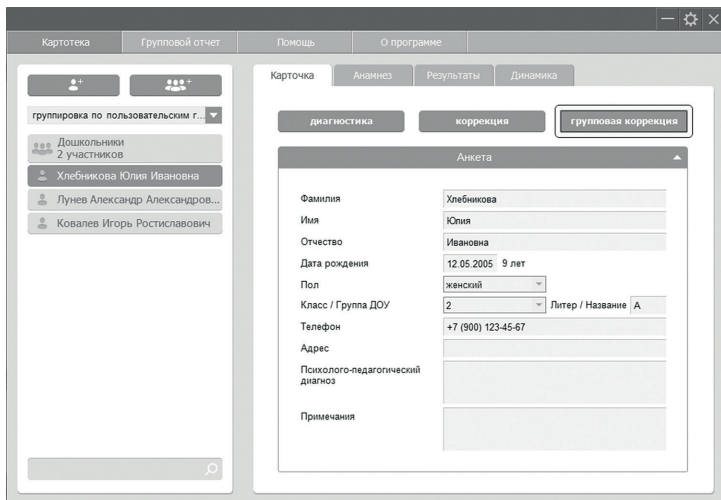 Картотека
Групповой отчет
Помощь
О программе
группировка по пользовательским г...
Дошкольники
2 участников
Хлебникова Юлия Ивановна
Лунев Александр Александров...
Ковалев Игорь Ростиславович
Карточка
Анамнез
Результаты
Динамика
диагностика
коррекция
групповая коррекция
Анкета
Фамилия Хлебникова
Имя Юлия
Отчество Ивановна
Дата рождения 12.05.2005 9 лет
Пол женский
Класс / Группа ДОУ 2 Литер / Название А
Телефон +7 (900) 123-45-67
Адрес
Психолого-педагогический
диагноз
Примечания